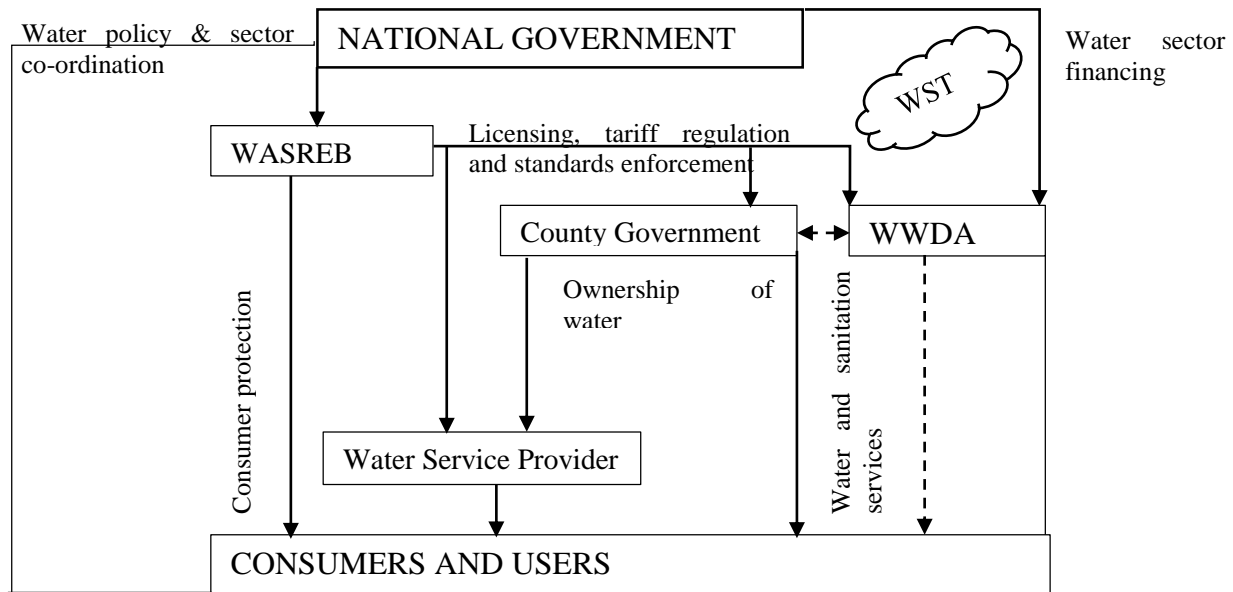 Water policy & sector
co-ordination
NATIONAL GOVERNMENT
Water sector
financing
WST
WASREB
Licensing, tariff regulation
and standards enforcement
County Government
WWDA
Ownership of
water
Consumer protection
Water and sanitation
services
Water Service Provider
CONSUMERS AND USERS